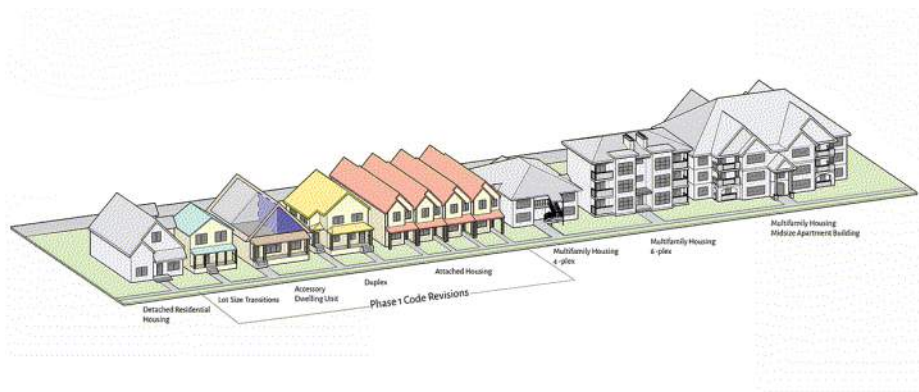 Detached Residential
Housing
Lot Size Transitions
Accessory
Dwelling Unit
Duplex
Attached Housing
Multifamily Housing
4-plex
Multifamily Housing
6-plex
Multifamily Housing
Midsize Apartment Building
Phase 1 Code Revisions